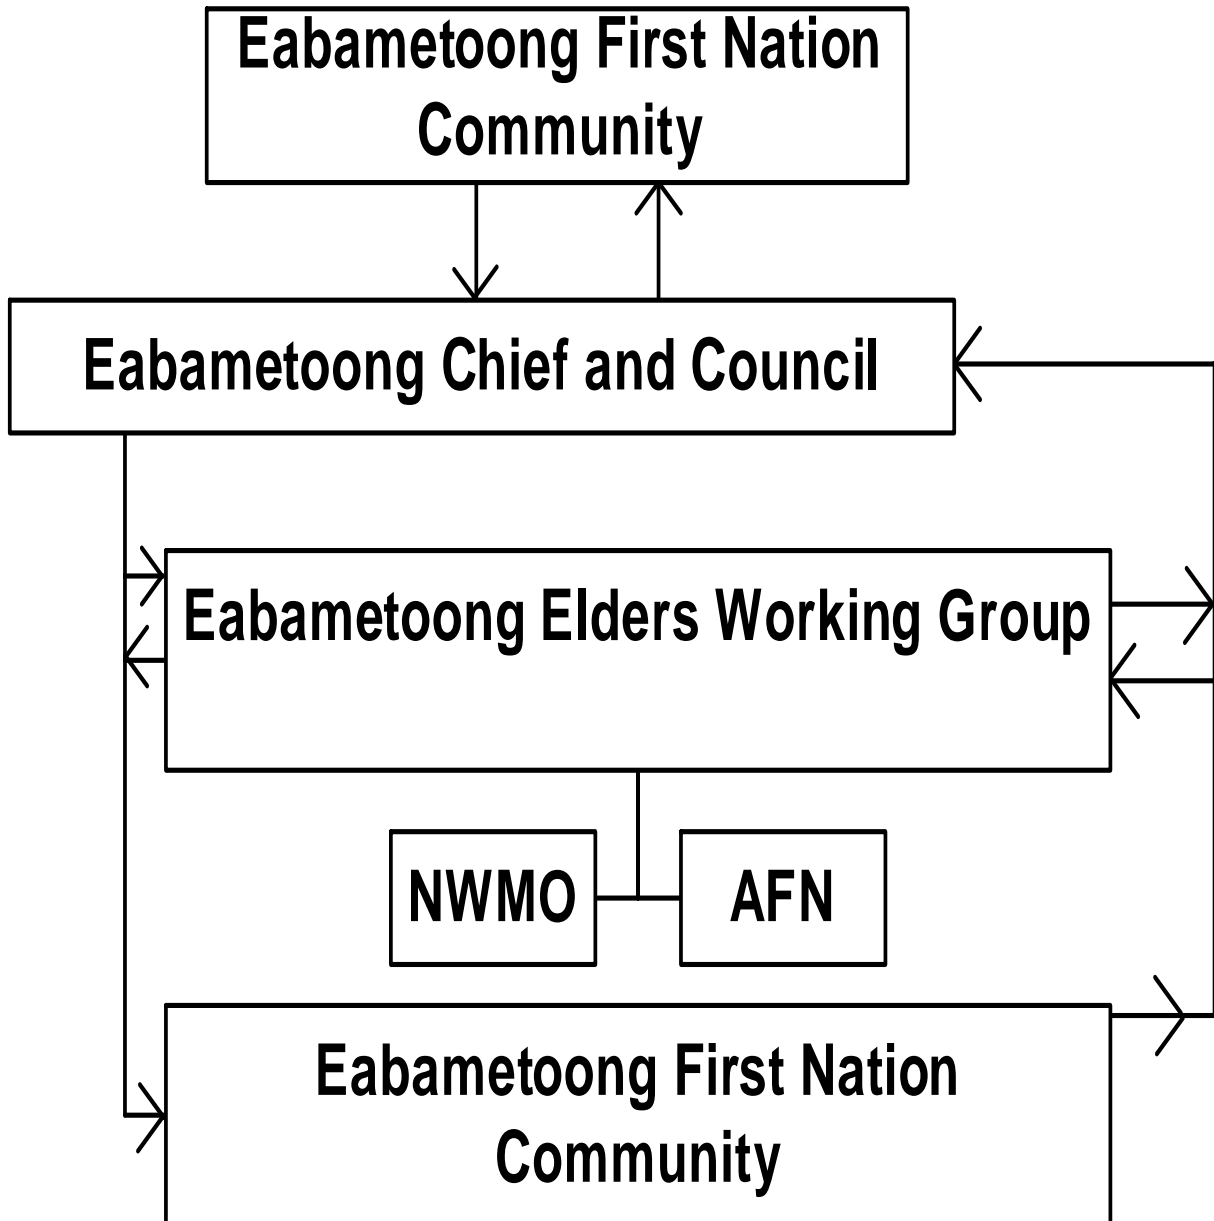 Eabametoong First Nation
Community
Eabametoong Chief and Council
Eabametoong Elders Working Group
NWMO
AFN
Eabametoong First Nation
Community